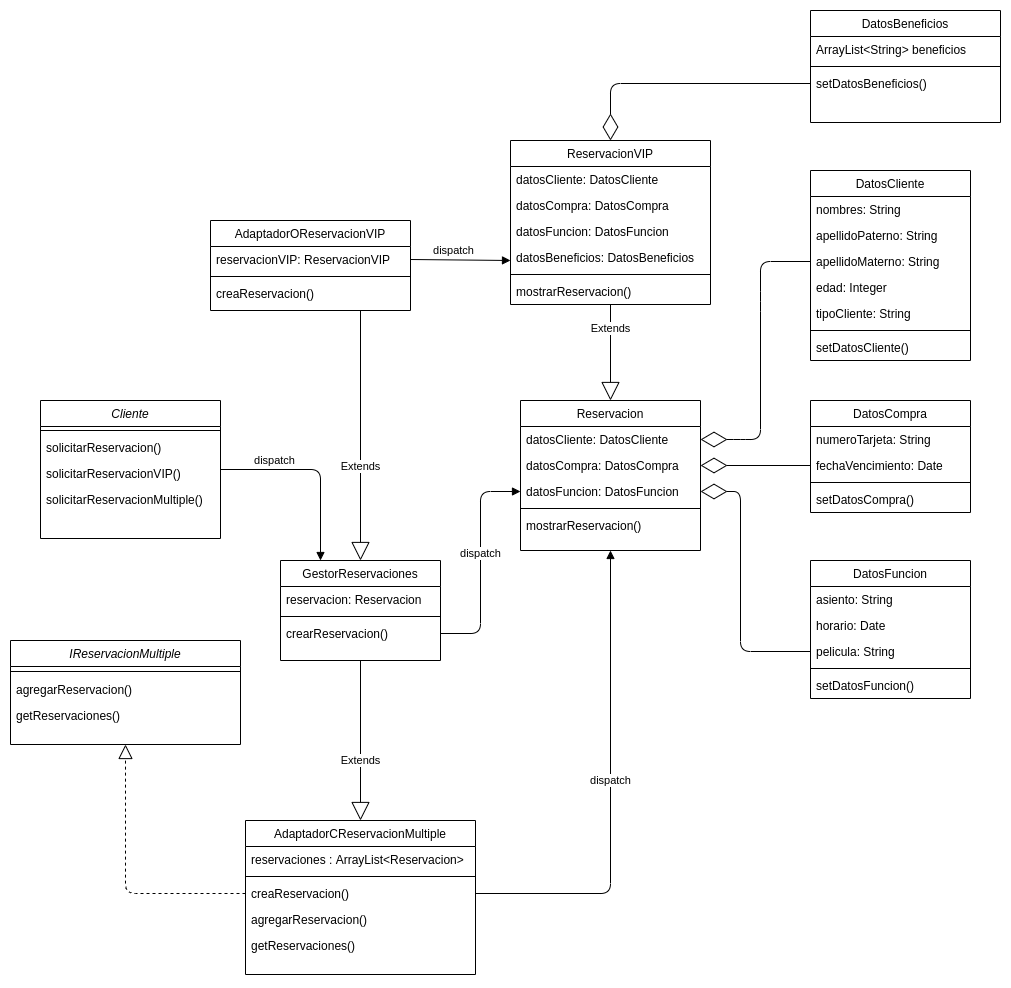 DatosBeneficios
ArrayList<String> beneficios
setDatosBeneficios()
ReservacionVIP
datosCliente: DatosCliente
datosCompra: DatosCompra
datosFuncion: DatosFuncion
datosBeneficios: DatosBeneficios
mostrarReservacion()
DatosCliente
nombres: String
apellidoPaterno: String
apellidoMaterno: String
edad: Integer
tipoCliente: String
setDatosCliente()
AdaptadorOReservacionVIP
reservacionVIP: ReservacionVIP
creaReservacion()
dispatch
Extends
Cliente
solicitarReservacion()
solicitarReservacionVIP()
solicitarReservacionMultiple()
dispatch
Extends
Reservacion
datosCliente: DatosCliente
datosCompra: DatosCompra
datosFuncion: DatosFuncion
mostrarReservacion()
DatosCompra
numeroTarjeta: String
fechaVencimiento: Date
setDatosCompra()
dispatch
GestorReservaciones
reservacion: Reservacion
crearReservacion()
DatosFuncion
asiento: String
horario: Date
pelicula: String
setDatosFuncion()
IReservacionMultiple
agregarReservacion()
getReservaciones()
Extends
dispatch
AdaptadorCReservacionMultiple
reservaciones : ArrayList<Reservacion>
creaReservacion()
agregarReservacion()
getReservaciones()